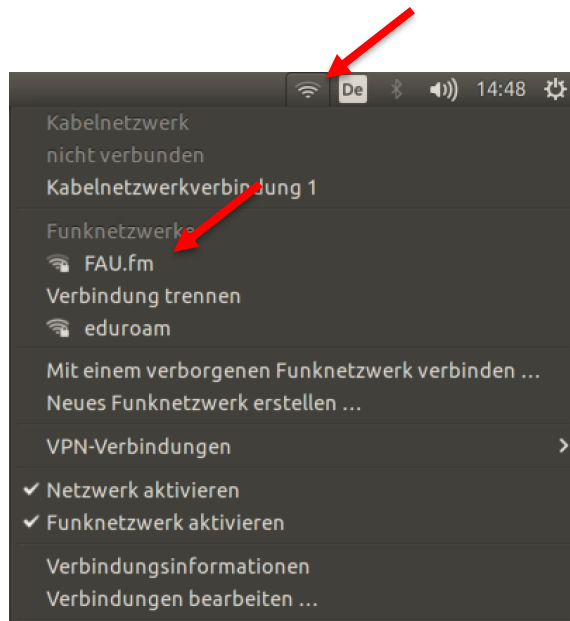 De 14:48
Kabelnetzwerk
nicht verbunden
Kabelnetzwerkverbindung 1
Funknetzwerke
FAU.fm
Verbindung trennen
eduroam
Mit einem verborgenen Funknetzwerk verbinden ...
Neues Funknetzwerk erstellen ...
VPN-Verbindungen
Netzwerk aktivieren
Funknetzwerk aktivieren
Verbindungsinformationen
Verbindungen bearbeiten ...